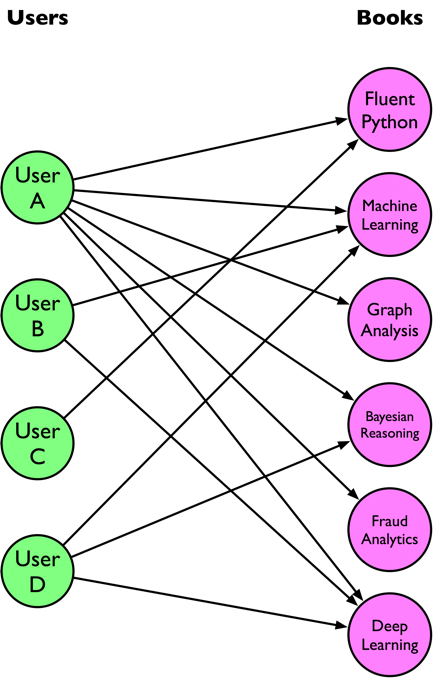 Users
Books
User
A
User
B
User
C
User
D
Fluent
Python
Machine
Learning
Graph
Analysis
Bayesian
Reasoning
Fraud
Analytics
Deep
Learning